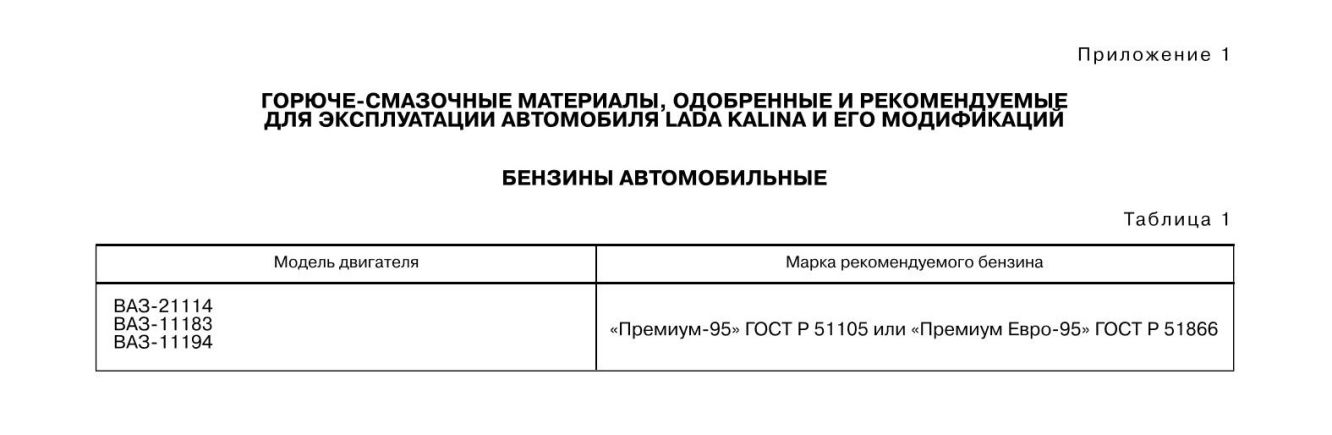 Приложение 1
ГОРЮЧЕ-СМАЗОЧНЫЕ МАТЕРИАЛЫ, ОДОБРЕННЫЕ И РЕКОМЕНДУЕМЫЕ
ДЛЯ ЭКСПЛУАТАЦИИ АВТОМОБИЛЯ LADA KALINA И ЕГО МОДИФИКАЦИЙ
БЕНЗИНЫ АВТОМОБИЛЬНЫЕ
Таблица 1
Модель двигателя
Марка рекомендуемого бензина
ВАЗ-21114
ВАЗ-11183
ВАЗ-11194
«Премиум-95» ГОСТ Р 51105 или «Премиум Евро-95» ГОСТ Р 51866